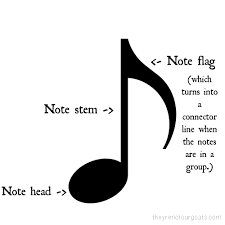 <- Note flag
(which
turns into
a
connector
line when
the notes
are in a
group.)
Note stem ->
Note head ->